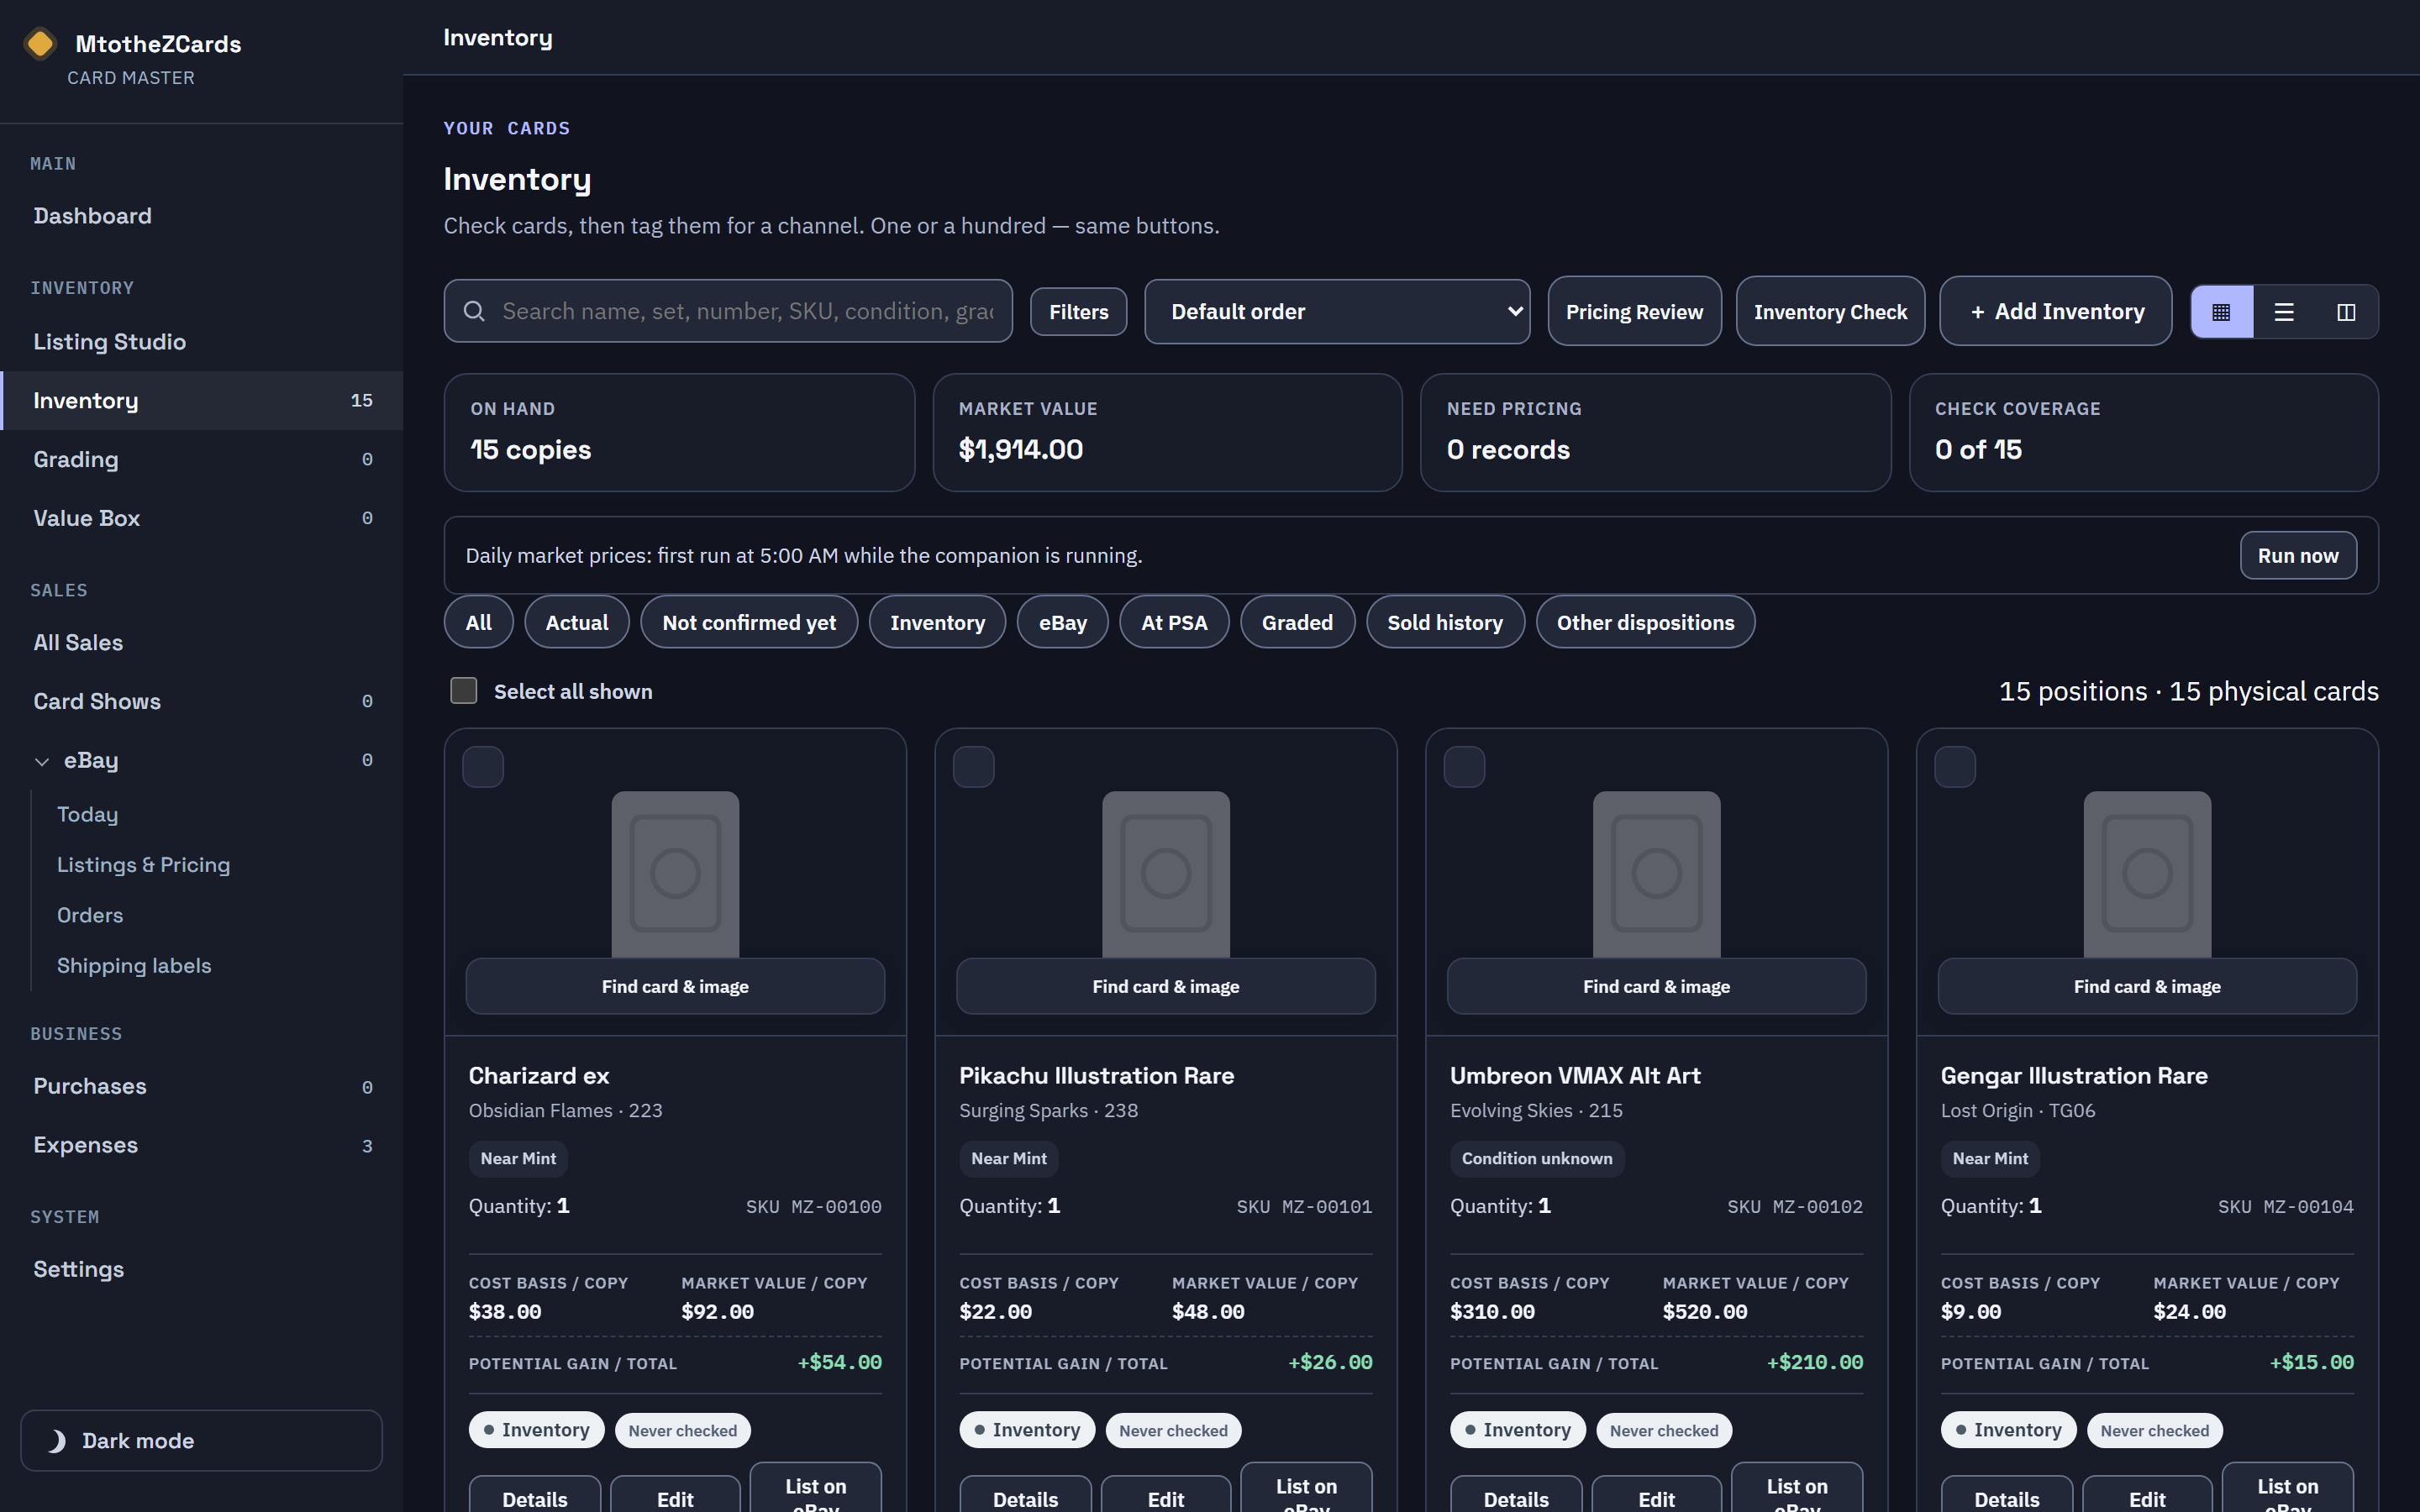 MtotheZCards
CARD MASTER
MAIN
Dashboard
INVENTORY
Listing Studio
Inventory 15
Grading 0
Value Box 0
SALES
All Sales
Card Shows 0
eBay 0
Today
Listings & Pricing
Orders
Shipping labels
BUSINESS
Purchases 0
Expenses 3
SYSTEM
Settings
Dark mode
Inventory
YOUR CARDS
Inventory
Check cards, then tag them for a channel. One or a hundred — same buttons.
Search name, set, number, SKU, condition, grad Filters Default order Pricing Review Inventory Check + Add Inventory
ON HAND MARKET VALUE NEED PRICING CHECK COVERAGE
15 copies $1,914.00 0 records 0 of 15
Daily market prices: first run at 5:00 AM while the companion is running. Run now
All Actual Not confirmed yet Inventory eBay At PSA Graded Sold history Other dispositions
Select all shown 15 positions · 15 physical cards
Find card & image Find card & image Find card & image Find card & image
Charizard ex Pikachu Illustration Rare Umbreon VMAX Alt Art Gengar Illustration Rare
Obsidian Flames · 223 Surging Sparks · 238 Evolving Skies · 215 Lost Origin · TG06
Near Mint Near Mint Condition unknown Near Mint
Quantity: 1 SKU MZ-00100 Quantity: 1 SKU MZ-00101 Quantity: 1 SKU MZ-00102 Quantity: 1 SKU MZ-00104
COST BASIS / COPY MARKET VALUE / COPY COST BASIS / COPY MARKET VALUE / COPY COST BASIS / COPY MARKET VALUE / COPY COST BASIS / COPY MARKET VALUE / COPY
$38.00 $92.00 $22.00 $48.00 $310.00 $520.00 $9.00 $24.00
POTENTIAL GAIN / TOTAL +$54.00 POTENTIAL GAIN / TOTAL +$26.00 POTENTIAL GAIN / TOTAL +$210.00 POTENTIAL GAIN / TOTAL +$15.00
Inventory Never checked Inventory Never checked Inventory Never checked Inventory Never checked
Details Edit List on eBay Details Edit List on eBay Details Edit List on eBay Details Edit List on eBay